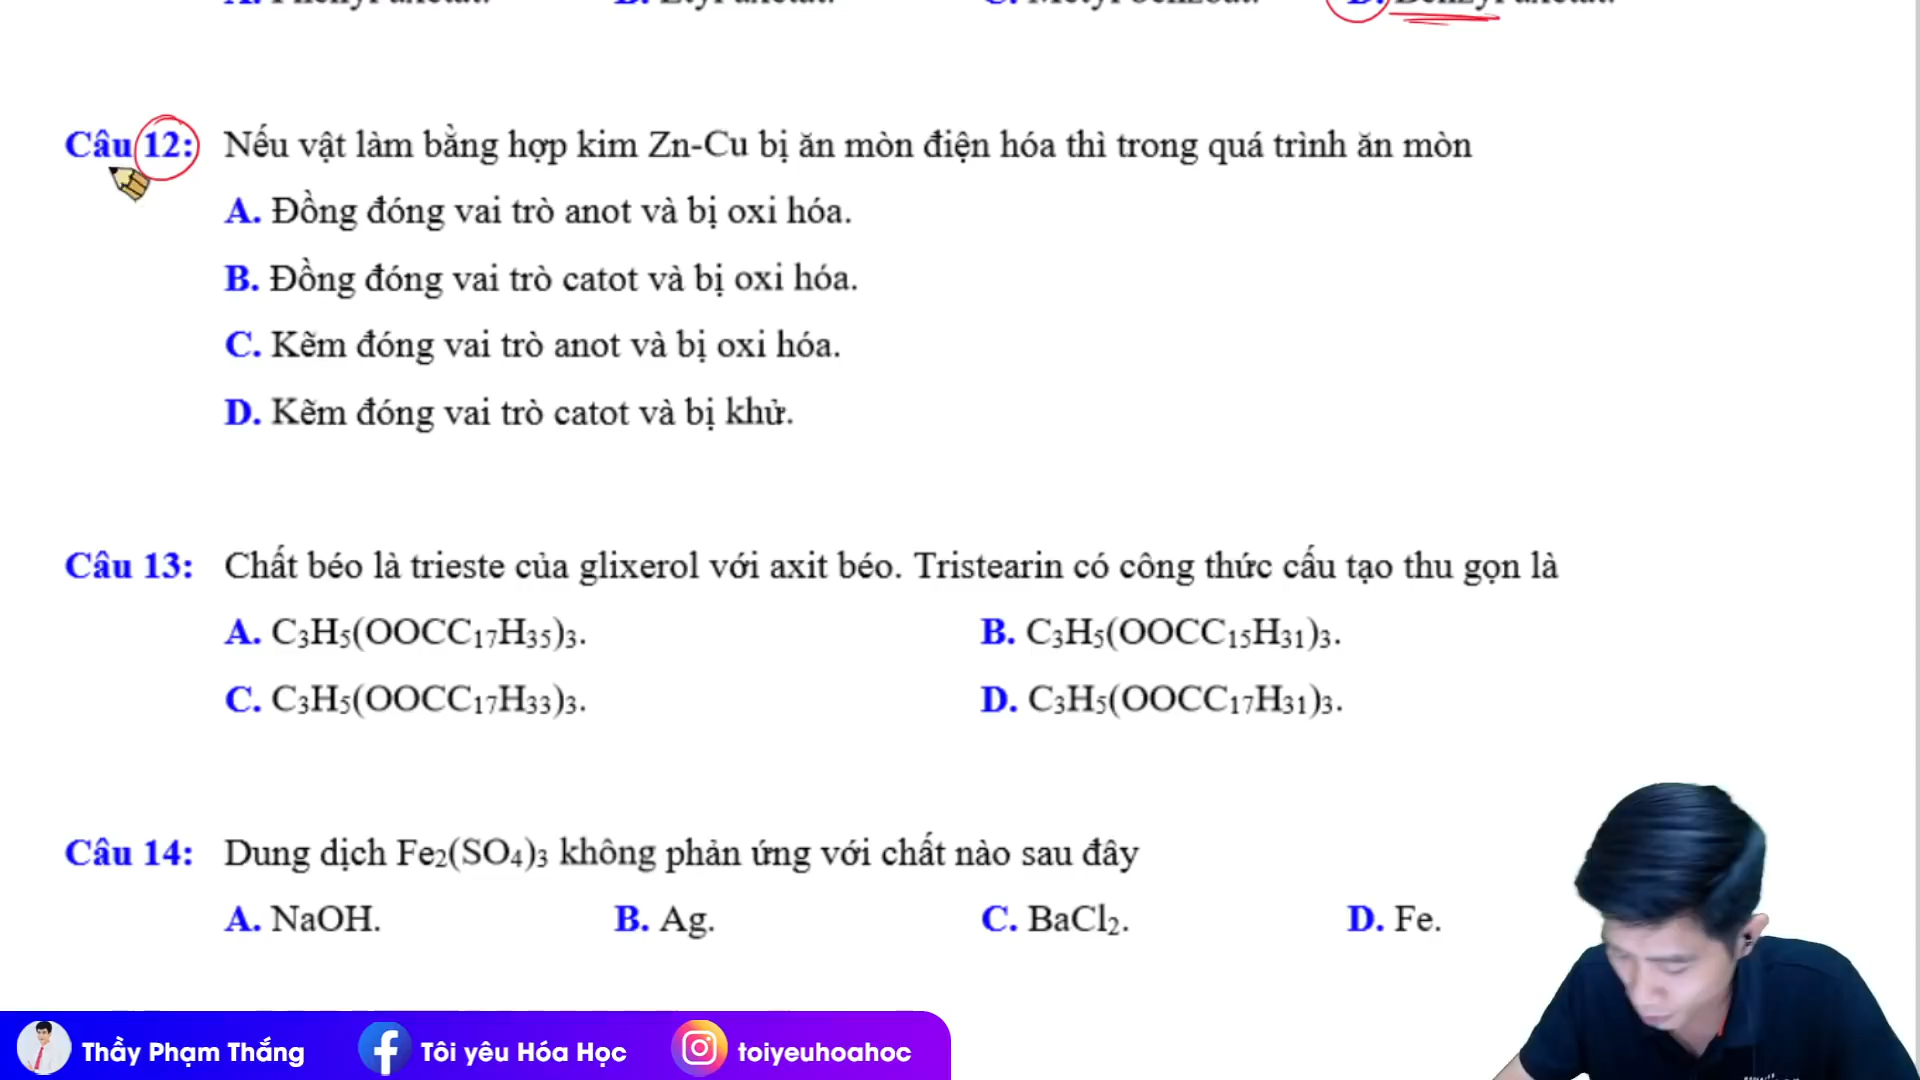 Câu 12: Nếu vật làm bằng hợp kim Zn-Cu bị ăn mòn điện hóa thì trong quá trình ăn mòn
A. Đồng đóng vai trò anot và bị oxi hóa.
B. Đồng đóng vai trò catot và bị oxi hóa.
C. Kẽm đóng vai trò anot và bị oxi hóa.
D. Kẽm đóng vai trò catot và bị khử.
Câu 13: Chất béo là trieste của glixerol với axit béo. Tristearin có công thức cấu tạo thu gọn là
A. C₃H₅(OOCC₁₇H₃₅)₃. B. C₃H₅(OOCC₁₅H₃₁)₃.
C. C₃H₅(OOCC₁₇H₃₃)₃. D. C₃H₅(OOCC₁₇H₃₁)₃.
Câu 14: Dung dịch Fe₂(SO₄)₃ không phản ứng với chất nào sau đây
A. NaOH. B. Ag. C. BaCl₂. D. Fe.
Thầy Phạm Thắng Tôi yêu Hóa Học toiyeuhoahoc